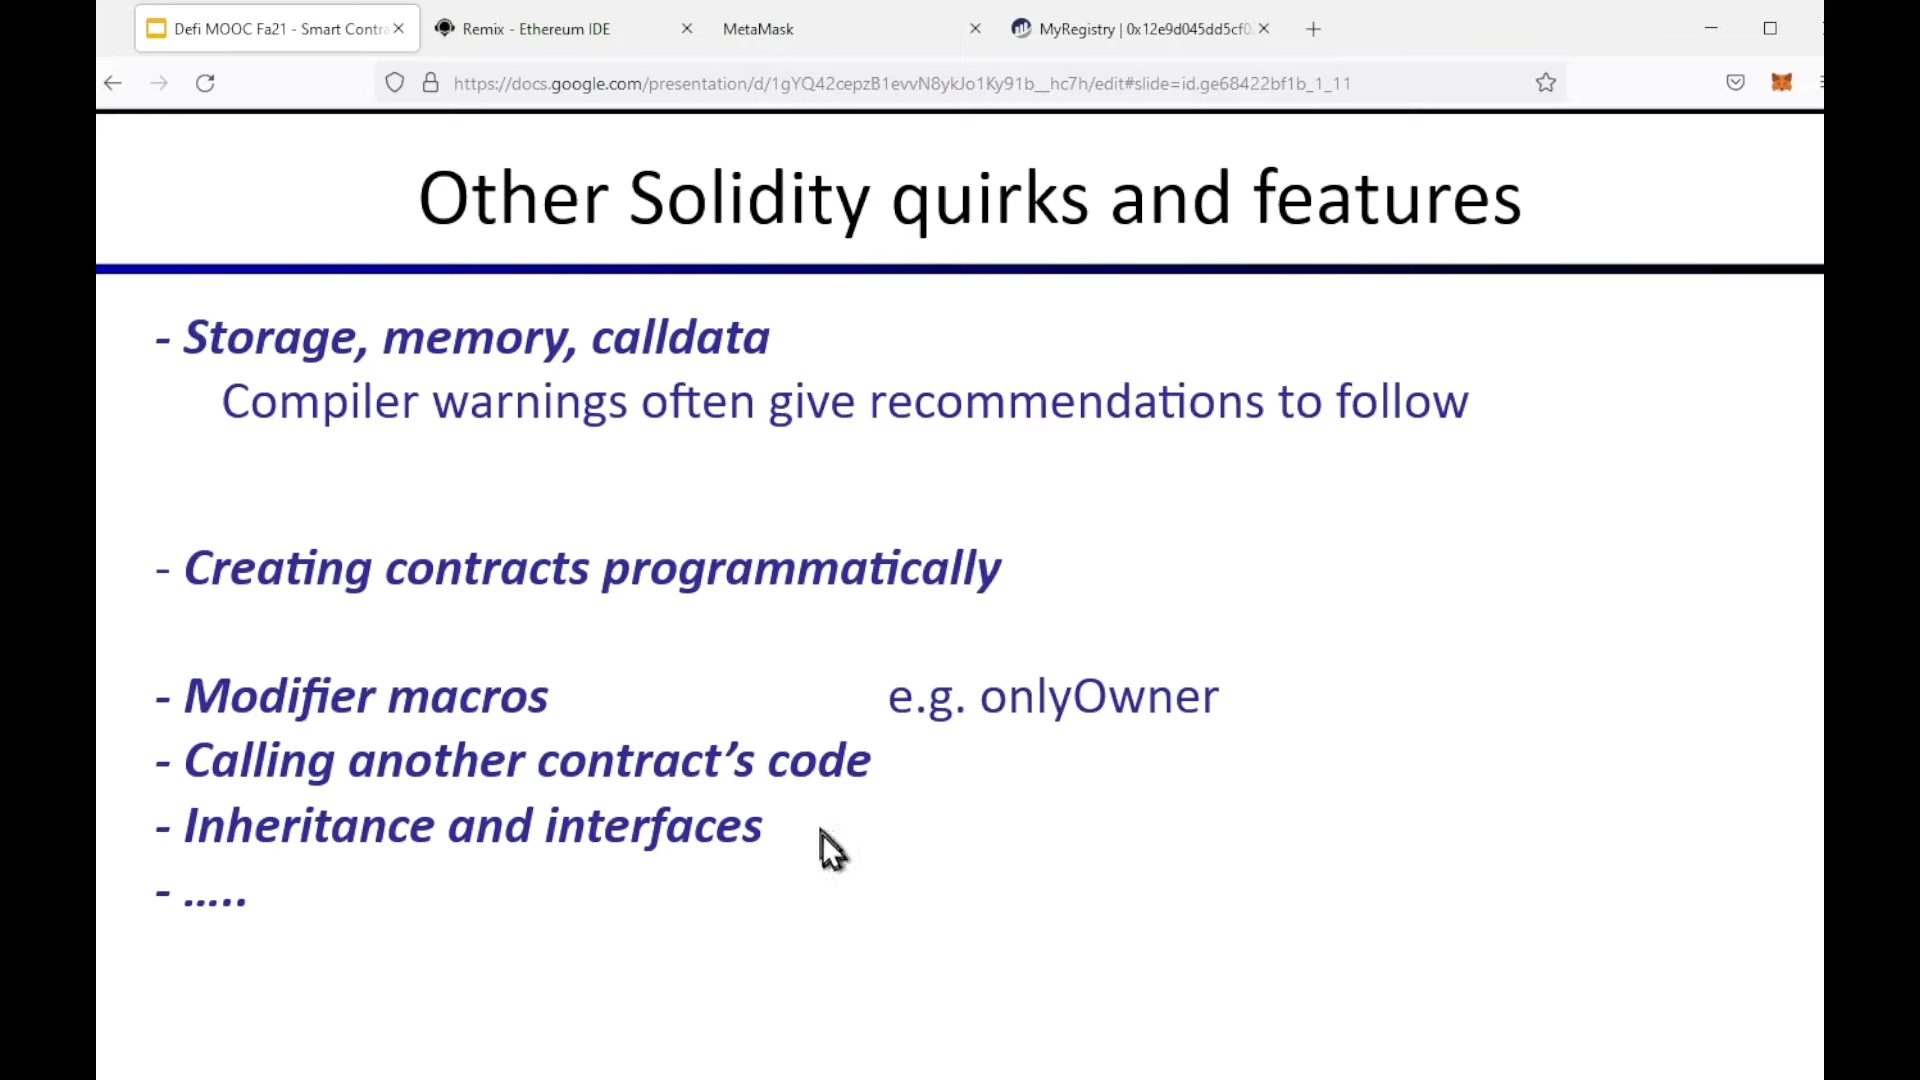 Defi MOOC Fa21 - Smart Contra
Remix - Ethereum IDE
MetaMask
MyRegistry | 0x12e9d045dd5cf0
https://docs.google.com/presentation/d/1gYQ42cepzB1evvN8ykJo1Ky91b__hc7h/edit#slide=id.ge68422bf1b_1_11
Other Solidity quirks and features
- Storage, memory, calldata
Compiler warnings often give recommendations to follow
- Creating contracts programmatically
- Modifier macros e.g. onlyOwner
- Calling another contract’s code
- Inheritance and interfaces
- …..